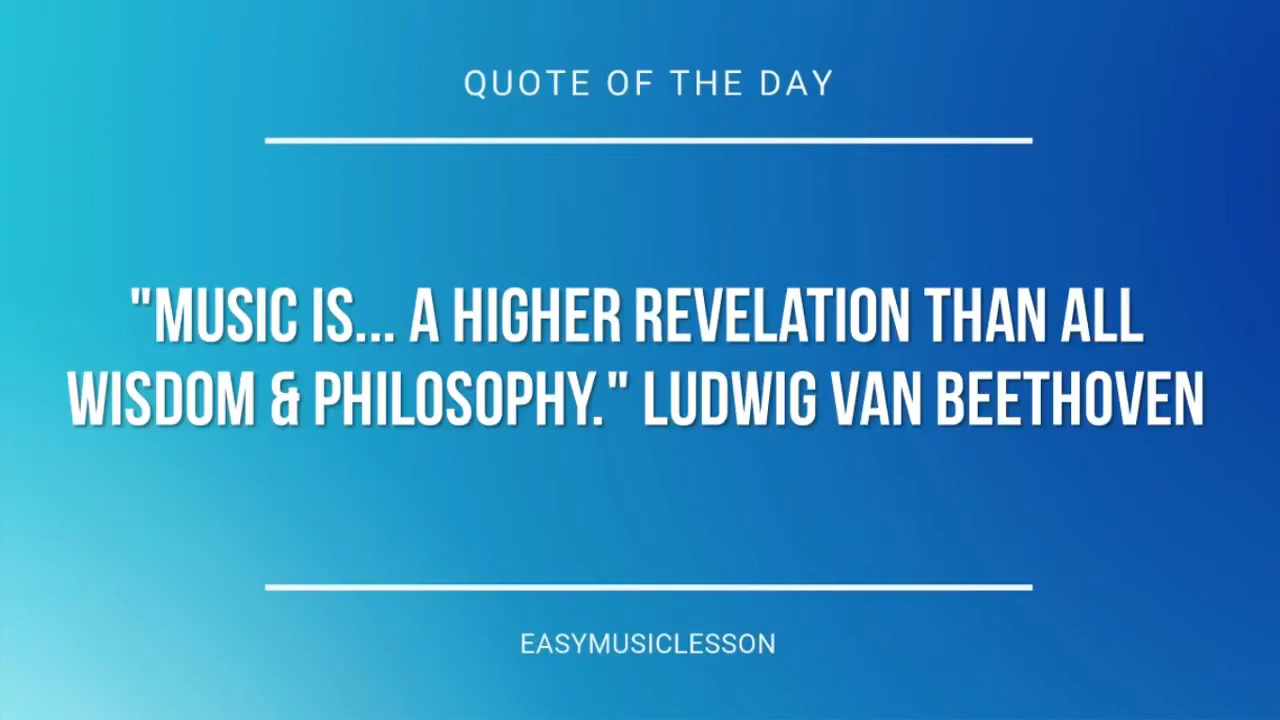 QUOTE OF THE DAY
"MUSIC IS... A HIGHER REVELATION THAN ALL
WISDOM & PHILOSOPHY." LUDWIG VAN BEETHOVEN
EASYMUSICLESSON